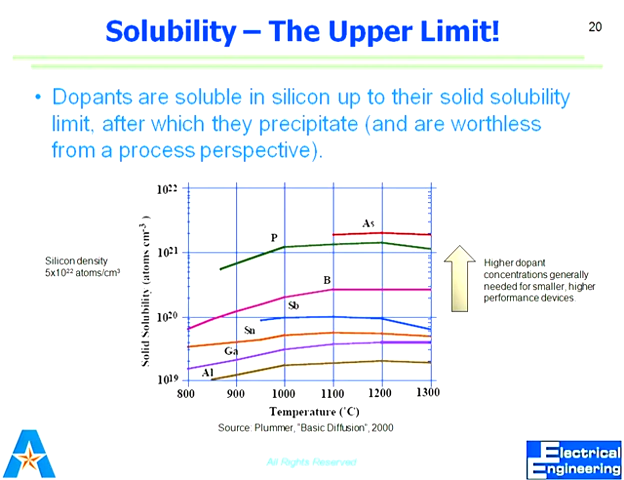 Solubility – The Upper Limit!
20
• Dopants are soluble in silicon up to their solid solubility
limit, after which they precipitate (and are worthless
from a process perspective).
Silicon density
5x10²² atoms/cm³
Solid Solubility (atoms cm⁻³ )
10²²
10²¹
10²⁰
10¹⁹
As
P
B
Sb
Sn
Ga
Al
800 900 1000 1100 1200 1300
Temperature (˚C)
Higher dopant
concentrations generally
needed for smaller, higher
performance devices.
Source: Plummer, "Basic Diffusion", 2000
A
All Rights Reserved
Electrical
Engineering